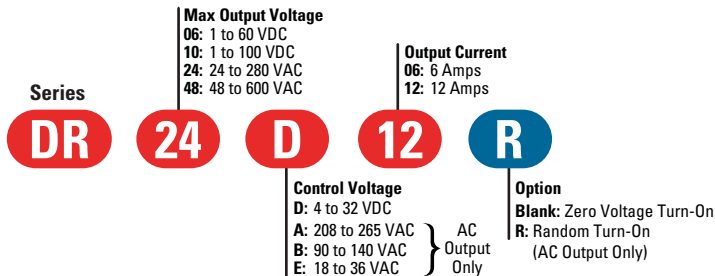 Max Output Voltage
06: 1 to 60 VDC
10: 1 to 100 VDC
24: 24 to 280 VAC
48: 48 to 600 VAC
Output Current
06: 6 Amps
12: 12 Amps
Series
DR 24 D 12 R
Control Voltage
D: 4 to 32 VDC
A: 208 to 265 VAC
B: 90 to 140 VAC
E: 18 to 36 VAC
AC
Output
Only
Option
Blank: Zero Voltage Turn-On
R: Random Turn-On
(AC Output Only)